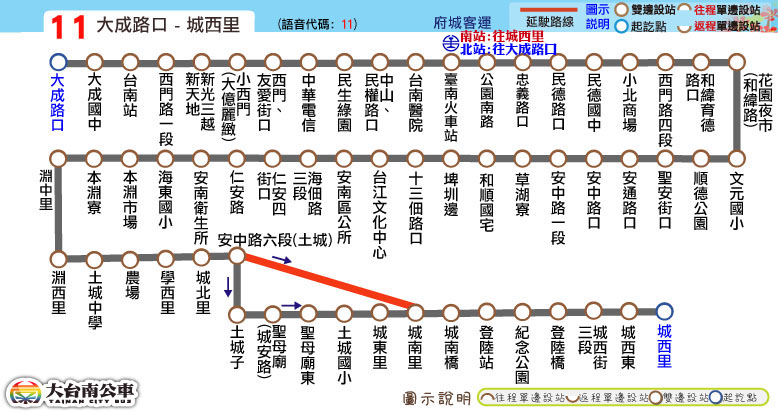 11 大成路口 - 城西里
(語音代碼: 11)
府城客運
南站:往城西里
北站:往大成路口
延駛路線
圖示說明
雙邊設站
往程單邊設站
起訖點
返程單邊設站
大成路口
大成國中
台南站
西門路一段
新光三越新天地
小西門(大億麗緻)
西門、友愛街口
中華電信
民生綠園
中山、民權路口
台南醫院
臺南火車站
公園南路
忠義路口
民德路口
民德國中
小北商場
西門路四段
和緯育德路口
花園夜市(和緯路)
淵中里
本淵寮
本淵市場
海東國小
安南衛生所
仁安路
仁安四街口
海佃路三段
安南區公所
台江文化中心
十三佃路口
埤圳邊
和順國宅
草湖寮
安中路一段
安中路口
安通路口
聖安街口
順德公園
文元國小
淵西里
土城中學
農場
學西里
城北里
安中路六段(土城)
土城子
聖母廟(城安路)
聖母廟東
土城國小
城東里
城南里
城南橋
登陸站
紀念公園
登陸橋
城西街三段
城西東
城西里
大台南公車
TAINAN CITY BUS
圖示說明
往程單邊設站
返程單邊設站
雙邊設站
起訖點